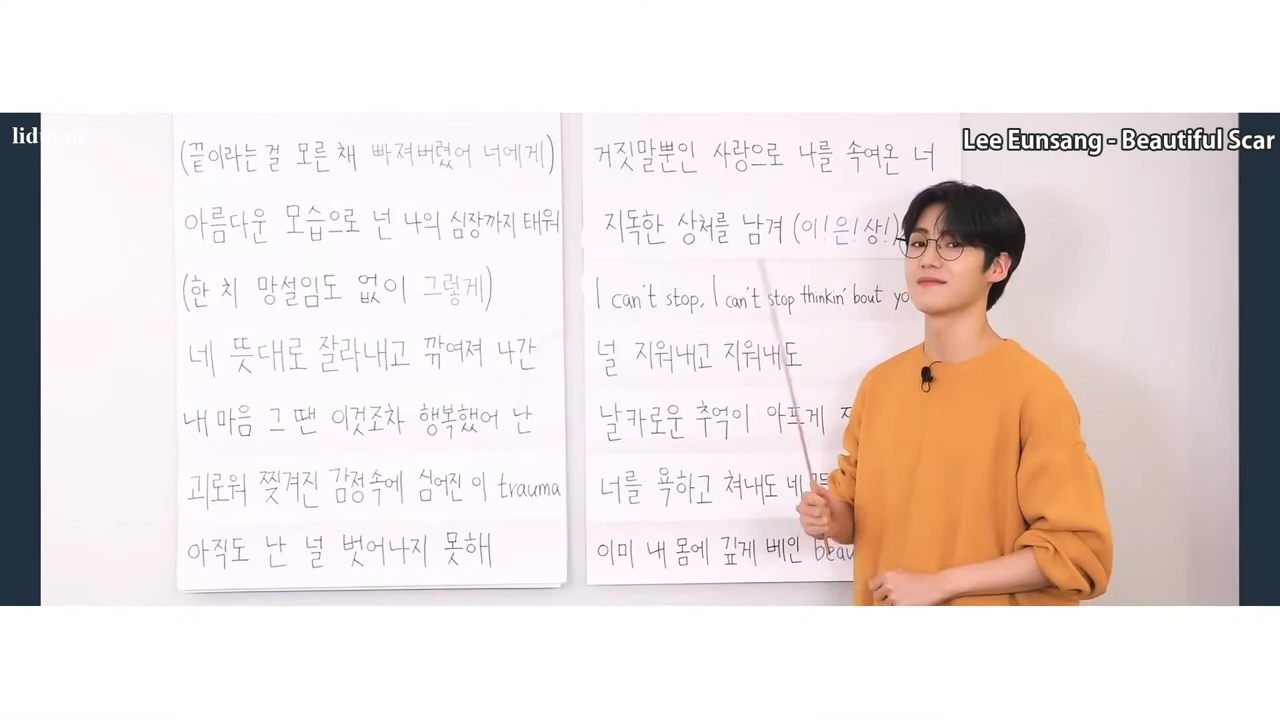 Lee Eunsang - Beautiful Scar
(끝이라는 걸 모른 채 빠져버렸어 너에게)
아름다운 모습으로 넌 나의 심장까지 태워
(한 치 망설임도 없이 그렇게)
네 뜻대로 잘라내고 깎여져 나간
내 마음 그 땐 이것조차 행복했어 난
괴로워 찢겨진 감정속에 심어진 이 trauma
아직도 난 널 벗어나지 못해
거짓말뿐인 사랑으로 나를 속여온 너
지독한 상처를 남겨 (이!은!상!)
I can't stop, I can't stop thinkin' bout
널 지워내고 지워내도
날카로운 추억이 아프게
너를 욕하고 쳐내도 네
이미 내 몸에 깊게 베인